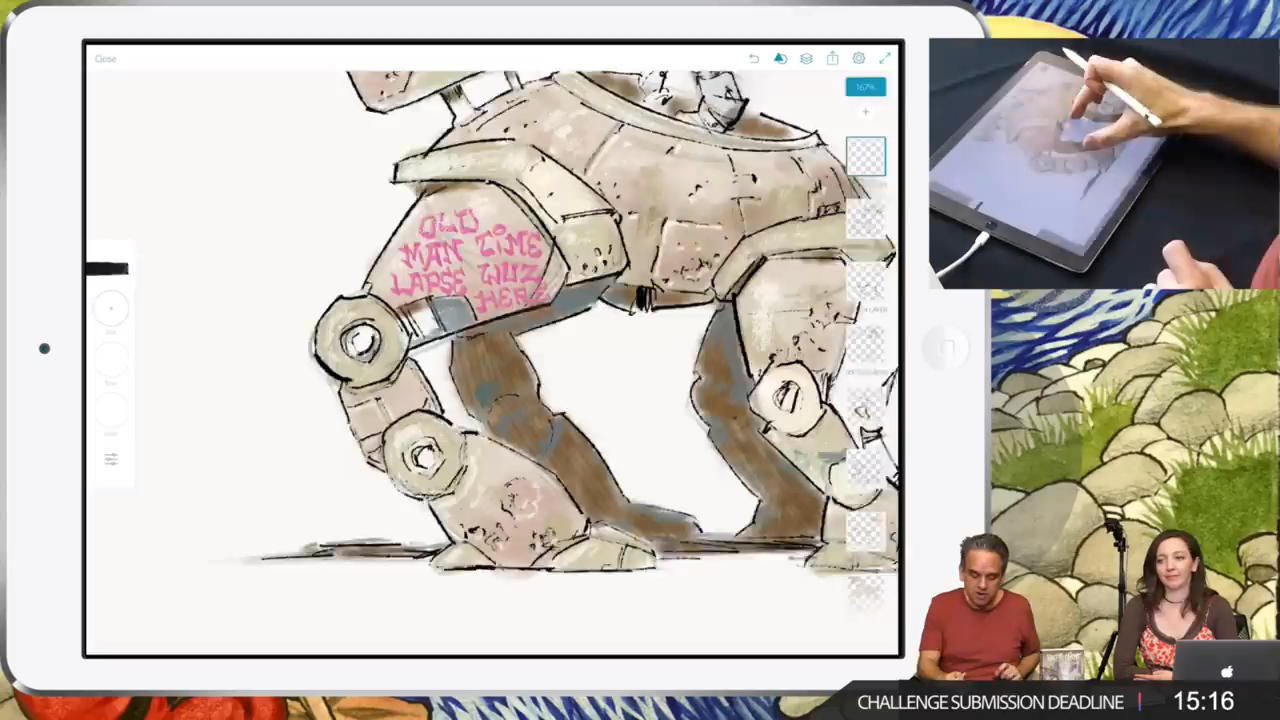 Close
167%
OLD
MAN TIME
LAPSE WUZ
HERE
CHALLENGE SUBMISSION DEADLINE
15:16